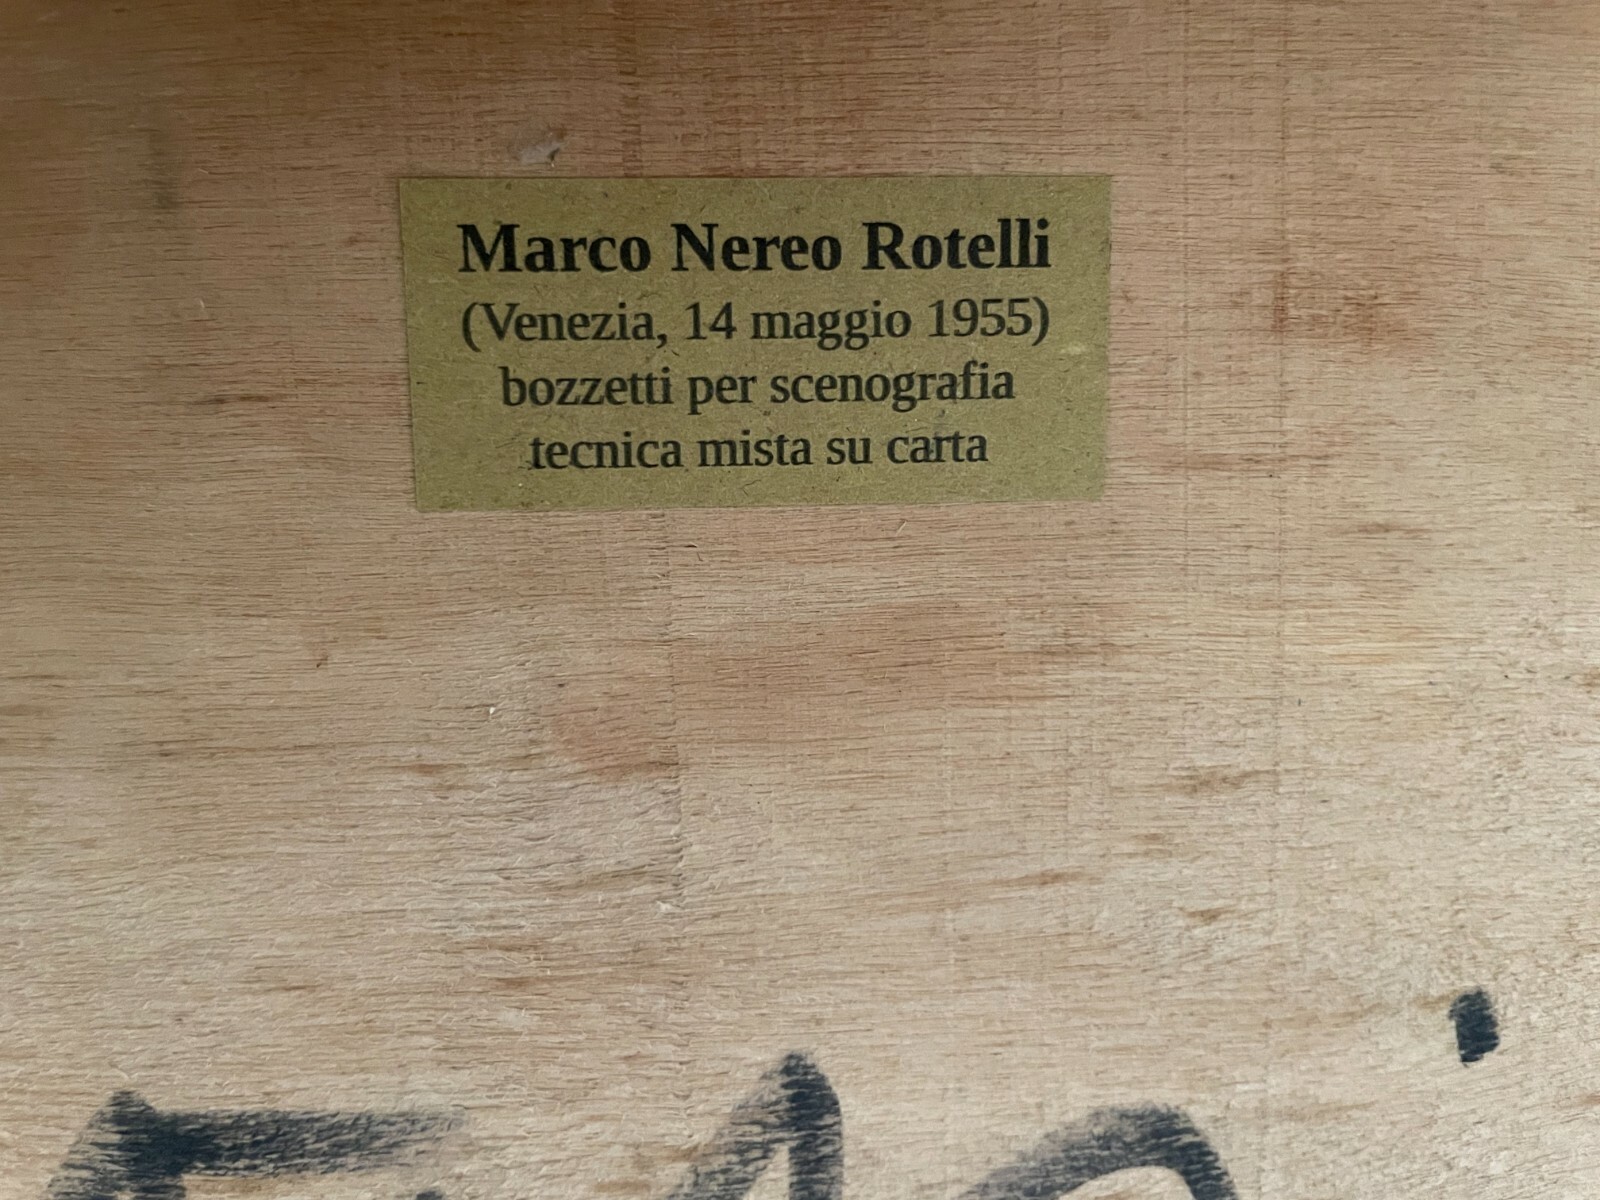 Marco Nereo Rotelli
(Venezia, 14 maggio 1955)
bozzetti per scenografia
tecnica mista su carta